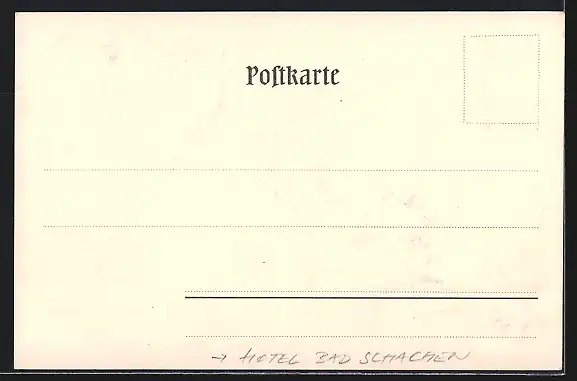 Poſtkarte
→ HOTEL BAD SCHACHEN